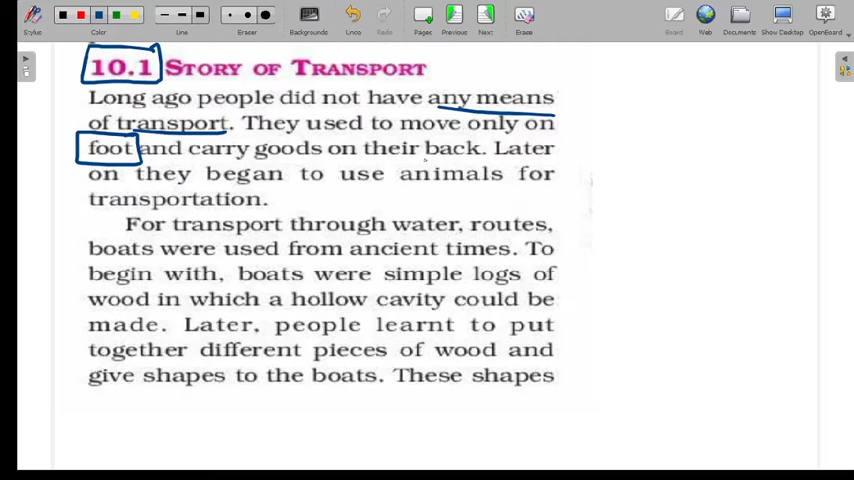 Stylus
Color
Line
Eraser
Backgrounds
Undo
Redo
Pages
Previous
Next
Erase
Board
Web
Documents
Show Desktop
OpenBoard
10.1 STORY OF TRANSPORT
Long ago people did not have any means
of transport. They used to move only on
foot and carry goods on their back. Later
on they began to use animals for
transportation.
For transport through water, routes,
boats were used from ancient times. To
begin with, boats were simple logs of
wood in which a hollow cavity could be
made. Later, people learnt to put
together different pieces of wood and
give shapes to the boats. These shapes